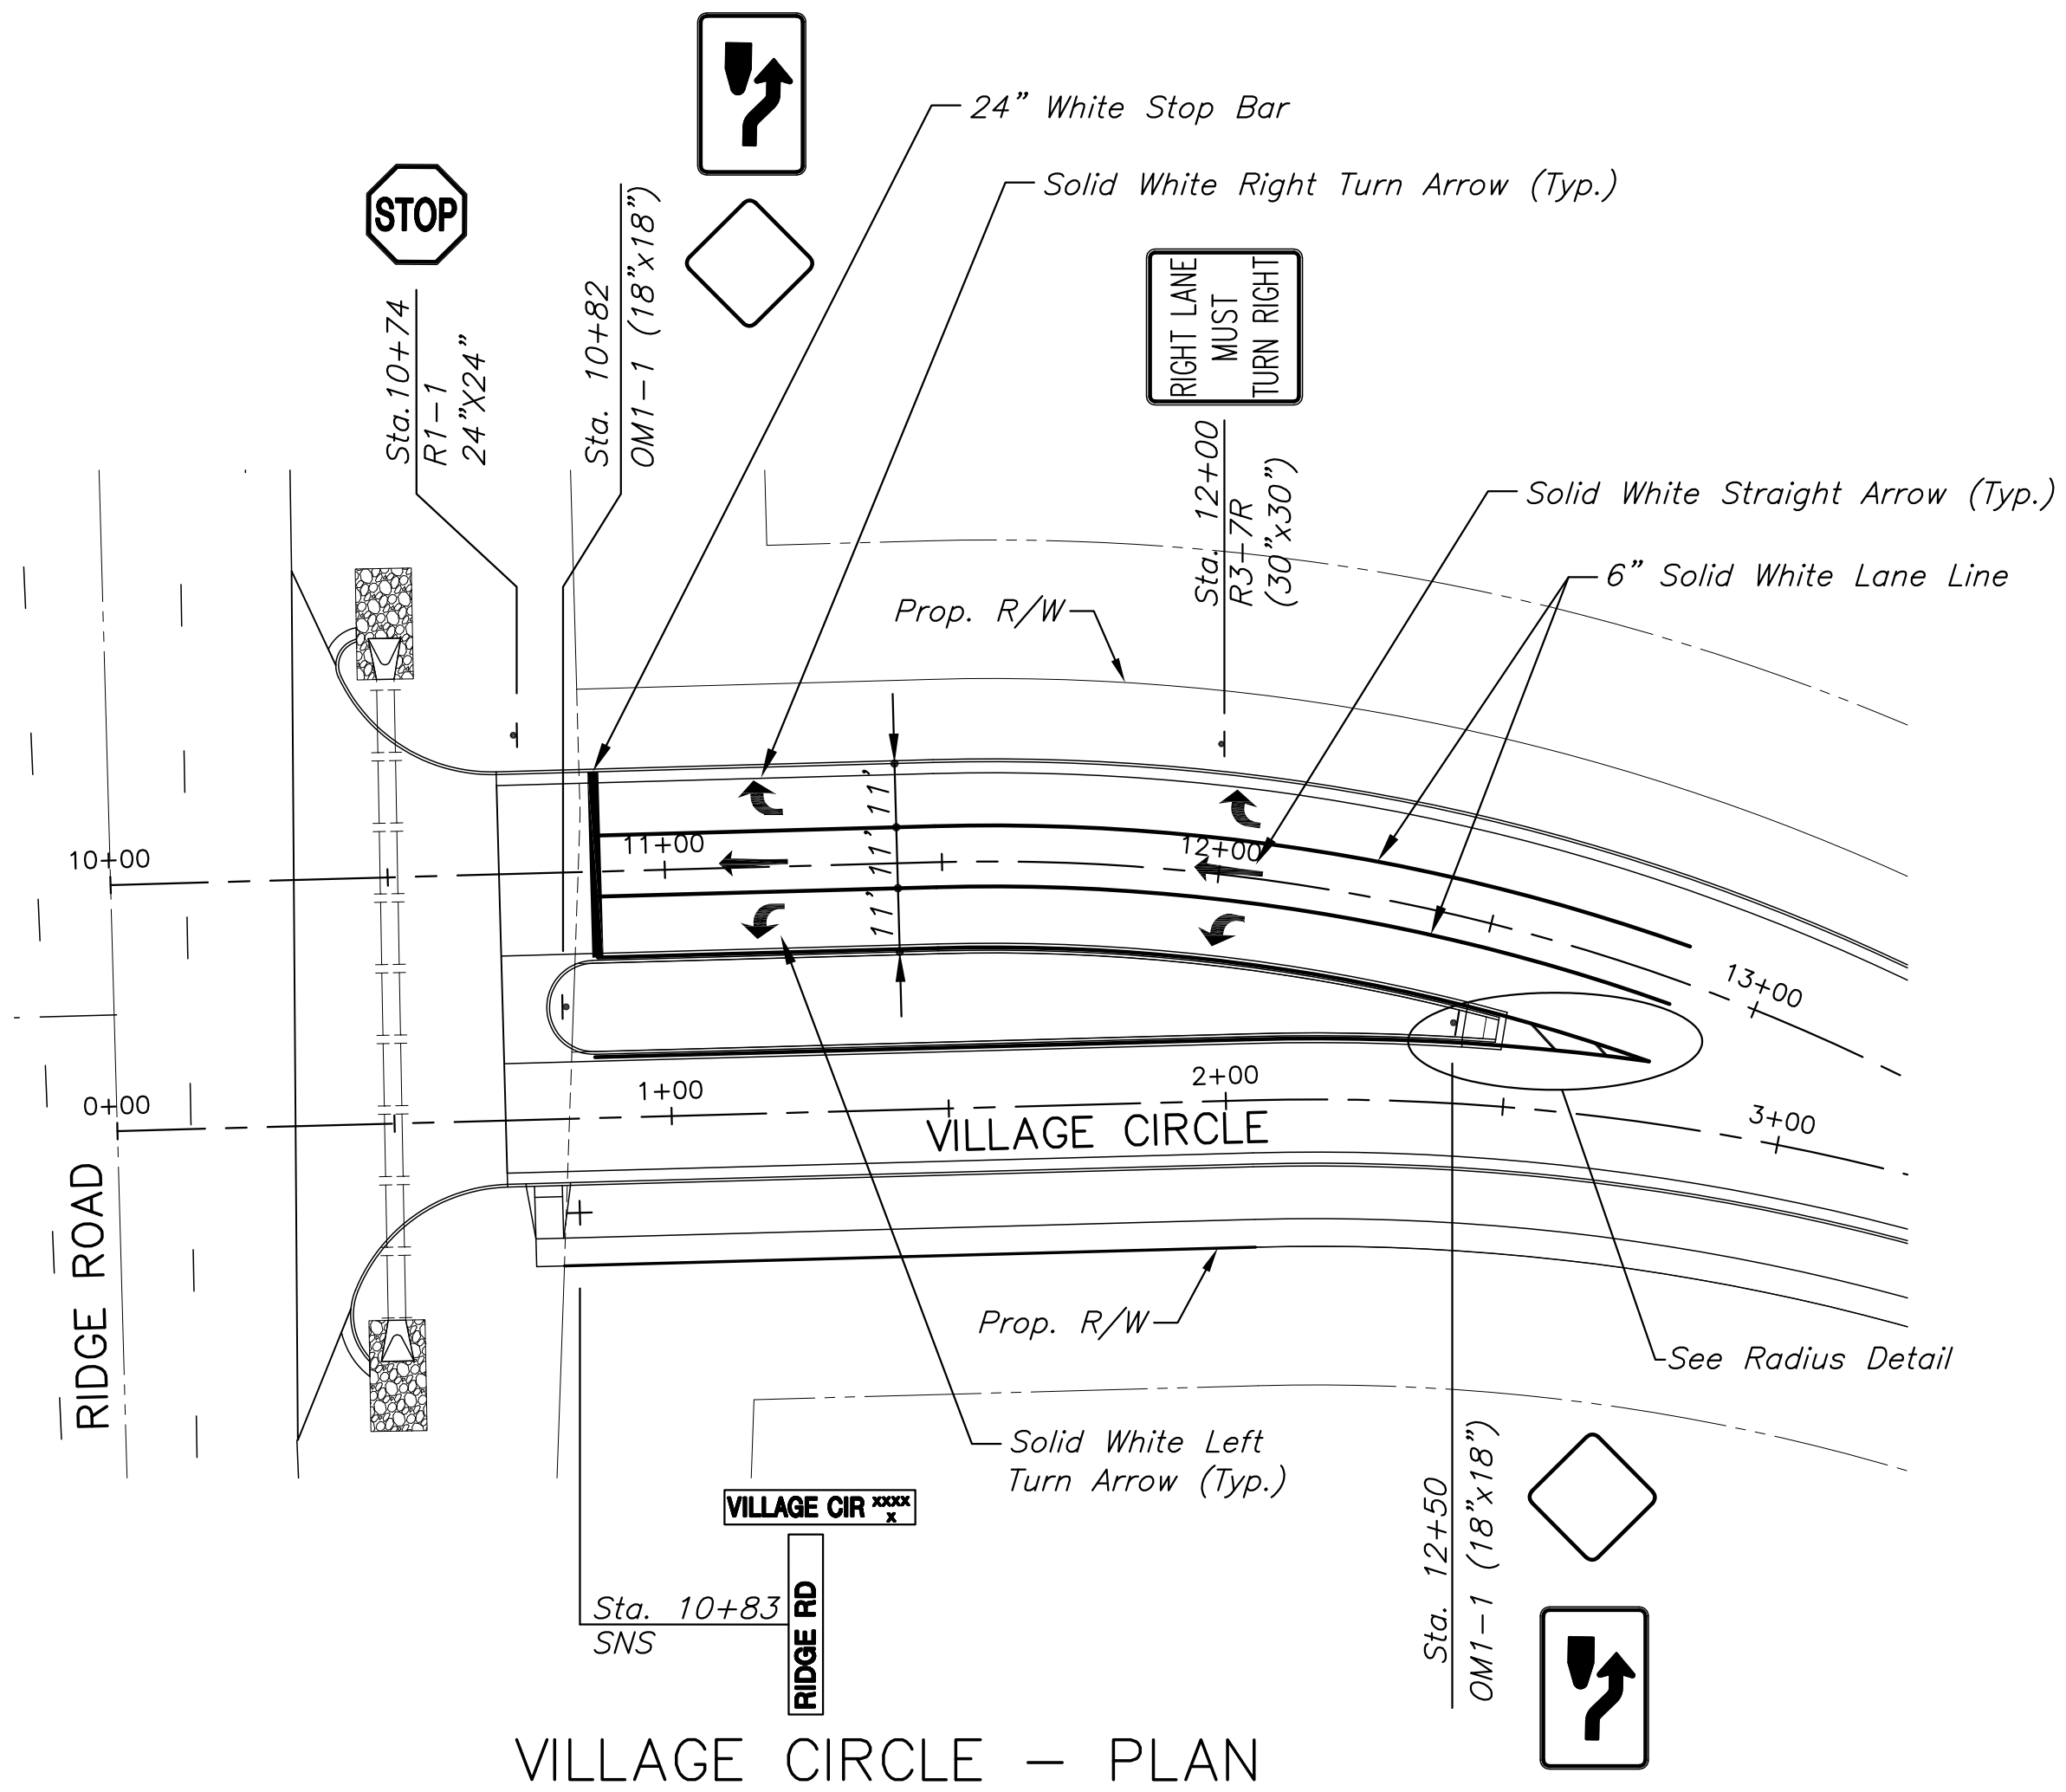 24” White Stop Bar
Solid White Right Turn Arrow (Typ.)
STOP
Sta.10+74
R1-1
24”X24”
Sta. 10+82
OM1-1 (18”x18”)
RIGHT LANE
MUST
TURN RIGHT
Sta. 12+00
R3-7R
(30”x30”)
Solid White Straight Arrow (Typ.)
6” Solid White Lane Line
Prop. R/W
11'
11'
11'
10+00
11+00
12+00
13+00
0+00
1+00
2+00
3+00
VILLAGE CIRCLE
RIDGE ROAD
Prop. R/W
See Radius Detail
Solid White Left
Turn Arrow (Typ.)
VILLAGE CIR xxxx
x
RIDGE RD
Sta. 10+83
SNS
Sta. 12+50
OM1-1 (18”x18”)
VILLAGE CIRCLE - PLAN